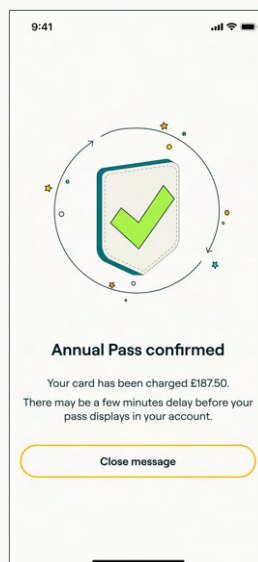 9:41
Annual Pass confirmed
Your card has been charged £187.50.
There may be a few minutes delay before your
pass displays in your account.
Close message